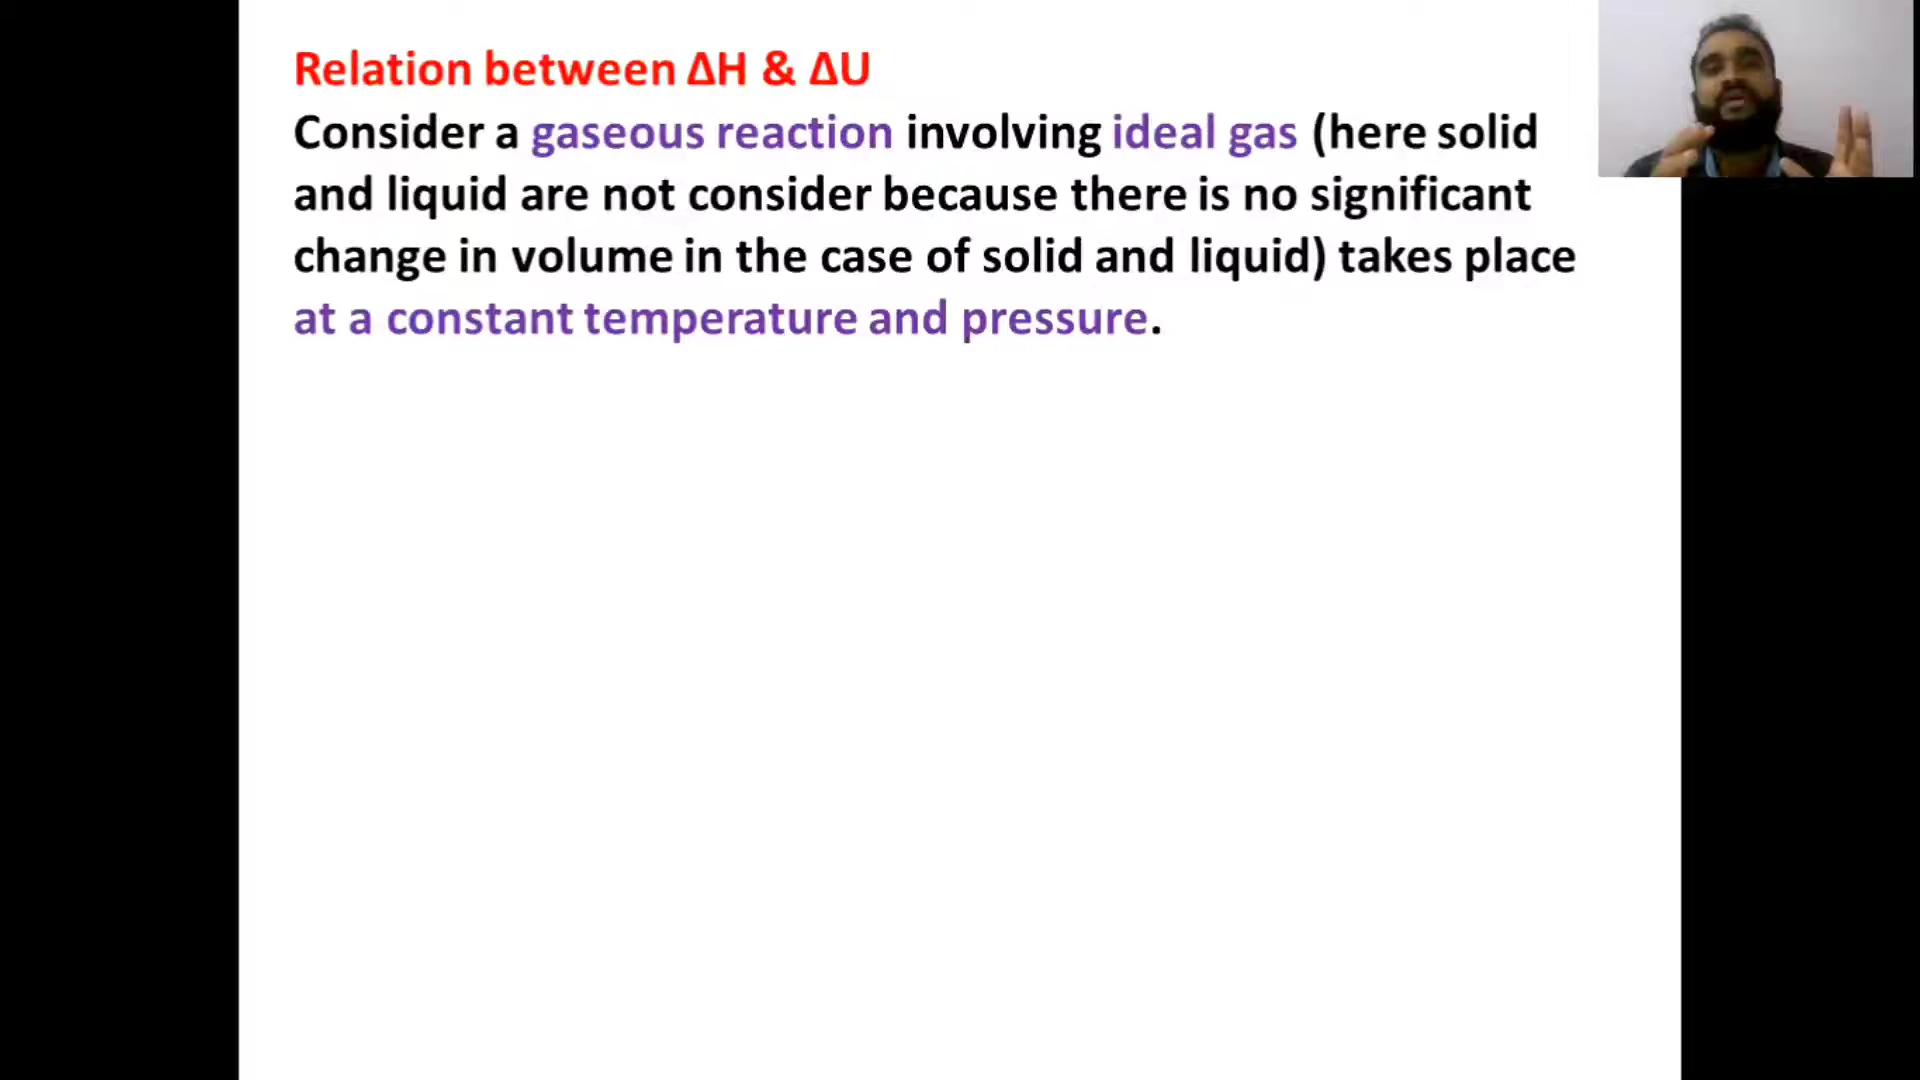 Relation between ΔH & ΔU
Consider a gaseous reaction involving ideal gas (here solid
and liquid are not consider because there is no significant
change in volume in the case of solid and liquid) takes place
at a constant temperature and pressure.